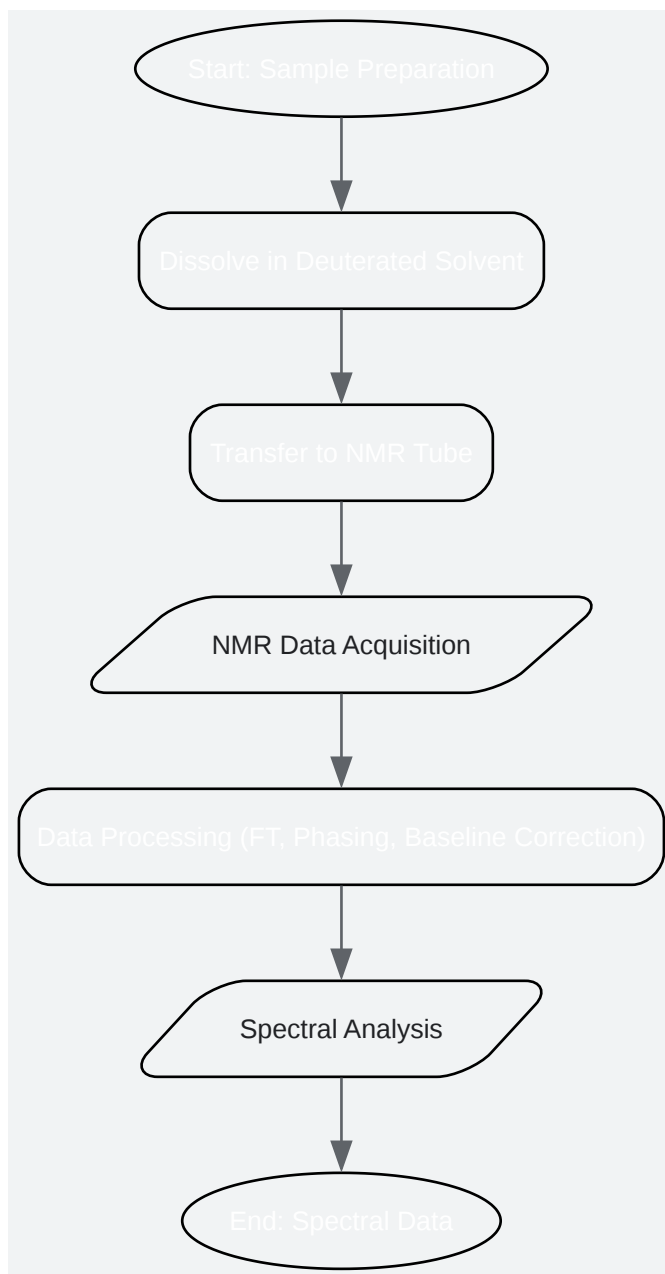 Start: Sample Preparation
Dissolve in Deuterated Solvent
Transfer to NMR Tube
NMR Data Acquisition
Data Processing (FT, Phasing, Baseline Correction)
Spectral Analysis
End: Spectral Data